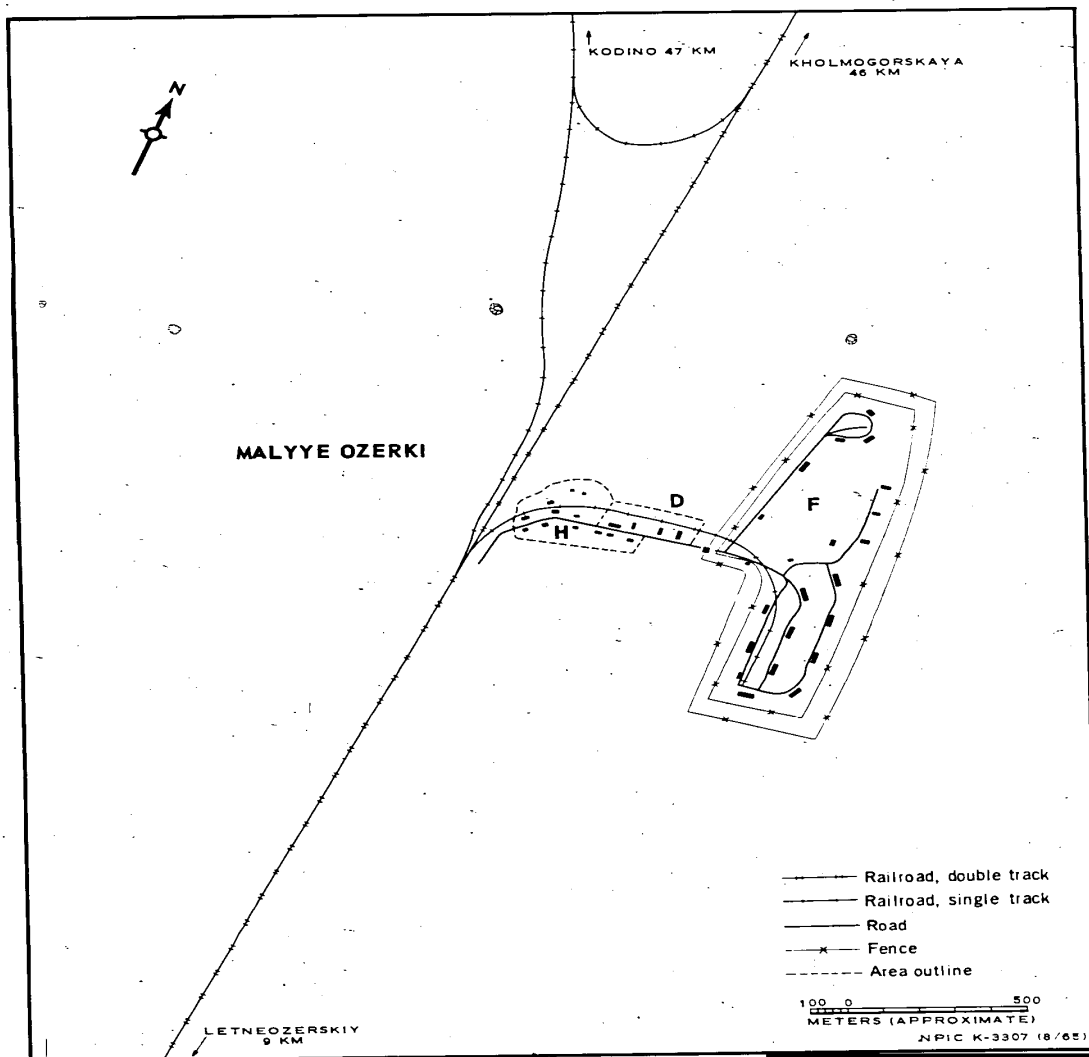 KODINO 47 KM
KHOLMOGORSKAYA
46 KM
N
MALYYE OZERKI
D
F
H
Railroad, double track
Railroad, single track
Road
Fence
Area outline
100 0 500
METERS (APPROXIMATE)
NPIC K-3307 (8/65)
LETNEOZERSKIY
9 KM